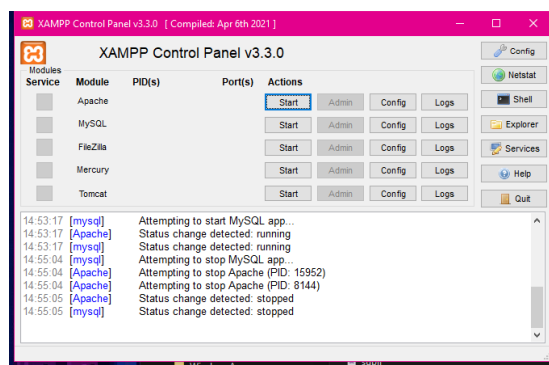 XAMPP Control Panel v3.3.0 [ Compiled: Apr 6th 2021 ]
XAMPP Control Panel v3.3.0
Config
Modules
Service Module PID(s) Port(s) Actions
Netstat
Apache Start Admin Config Logs
Shell
MySQL Start Admin Config Logs
Explorer
FileZilla Start Admin Config Logs
Services
Mercury Start Admin Config Logs
Help
Tomcat Start Admin Config Logs
Quit
14:53:17 [mysql] Attempting to start MySQL app...
14:53:17 [Apache] Status change detected: running
14:53:17 [mysql] Status change detected: running
14:55:04 [mysql] Attempting to stop MySQL app...
14:55:04 [Apache] Attempting to stop Apache (PID: 15952)
14:55:04 [Apache] Attempting to stop Apache (PID: 8144)
14:55:05 [Apache] Status change detected: stopped
14:55:05 [mysql] Status change detected: stopped